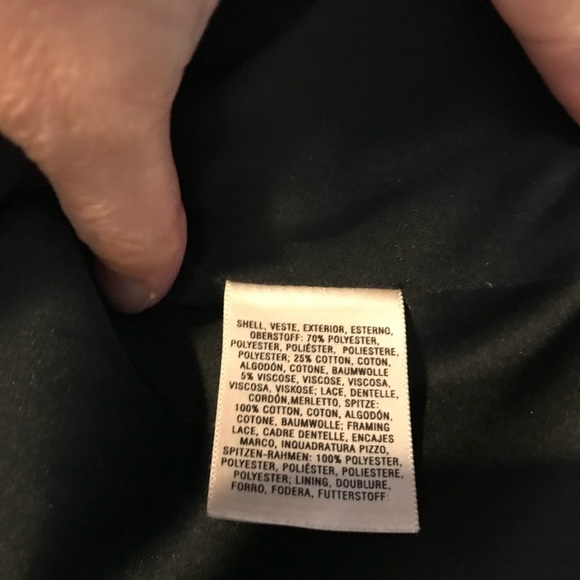 SHELL, VESTE, EXTERIOR, ESTERNO,
OBERSTOFF: 70% POLYESTER,
POLYESTER, POLIÉSTER, POLIESTERE,
POLYESTER; 25% COTTON, COTON,
ALGODÓN, COTONE, BAUMWOLLE
5% VISCOSE, VISCOSE, VISCOSA,
VISCOSA, VISKOSE; LACE, DENTELLE,
CORDÓN,MERLETTO, SPITZE:
100% COTTON, COTON, ALGODÓN,
COTONE, BAUMWOLLE; FRAMING
LACE, CADRE DENTELLE, ENCAJES
MARCO, INQUADRATURA PIZZO,
SPITZEN-RAHMEN: 100% POLYESTER,
POLYESTER, POLIÉSTER, POLIESTERE,
POLYESTER; LINING, DOUBLURE,
FORRO, FODERA, FUTTERSTOFF: